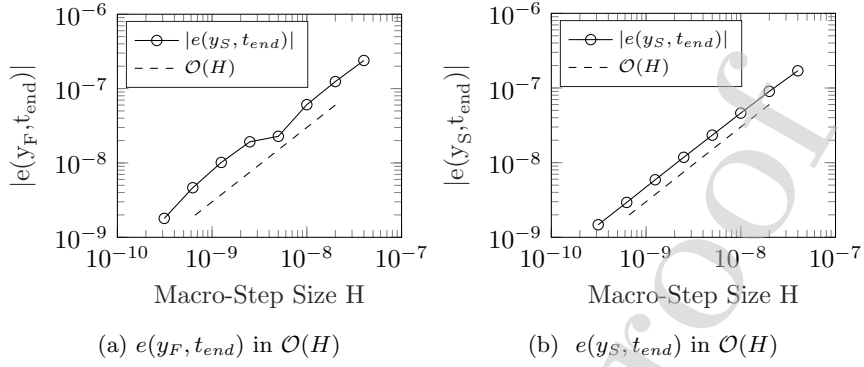 10⁻⁶
10⁻⁷
10⁻⁸
10⁻⁹
10⁻¹⁰ 10⁻⁹ 10⁻⁸ 10⁻⁷
|e(y_F,t_end)|
Macro-Step Size H
|e(y_S, t_end)|
O(H)
(a) e(y_F, t_end) in O(H)
10⁻⁶
10⁻⁷
10⁻⁸
10⁻⁹
10⁻¹⁰ 10⁻⁹ 10⁻⁸ 10⁻⁷
|e(y_S,t_end)|
Macro-Step Size H
|e(y_S, t_end)|
O(H)
(b) e(y_S, t_end) in O(H)
roof